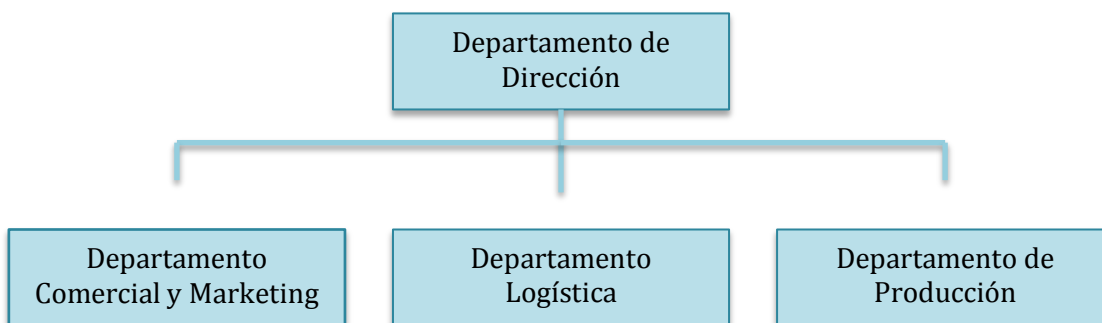 Departamento de
Dirección
Departamento
Comercial y Marketing
Departamento
Logística
Departamento de
Producción